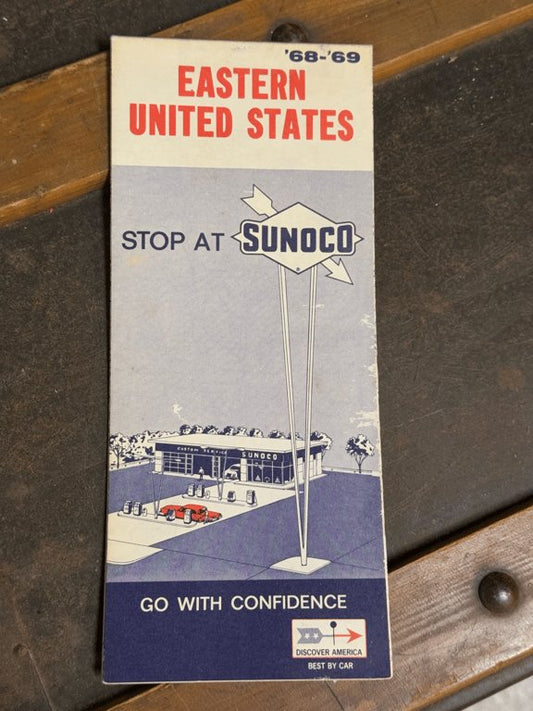 '68-'69
EASTERN
UNITED STATES
STOP AT SUNOCO
CUSTOM SERVICE SUNOCO
GO WITH CONFIDENCE
DISCOVER AMERICA
BEST BY CAR